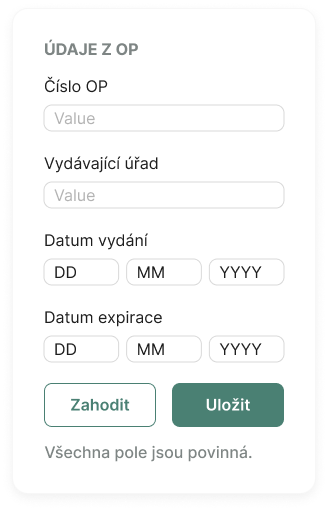 ÚDAJE Z OP
Číslo OP
Value
Vydávající úřad
Value
Datum vydání
DD MM YYYY
Datum expirace
DD MM YYYY
Zahodit Uložit
Všechna pole jsou povinná.